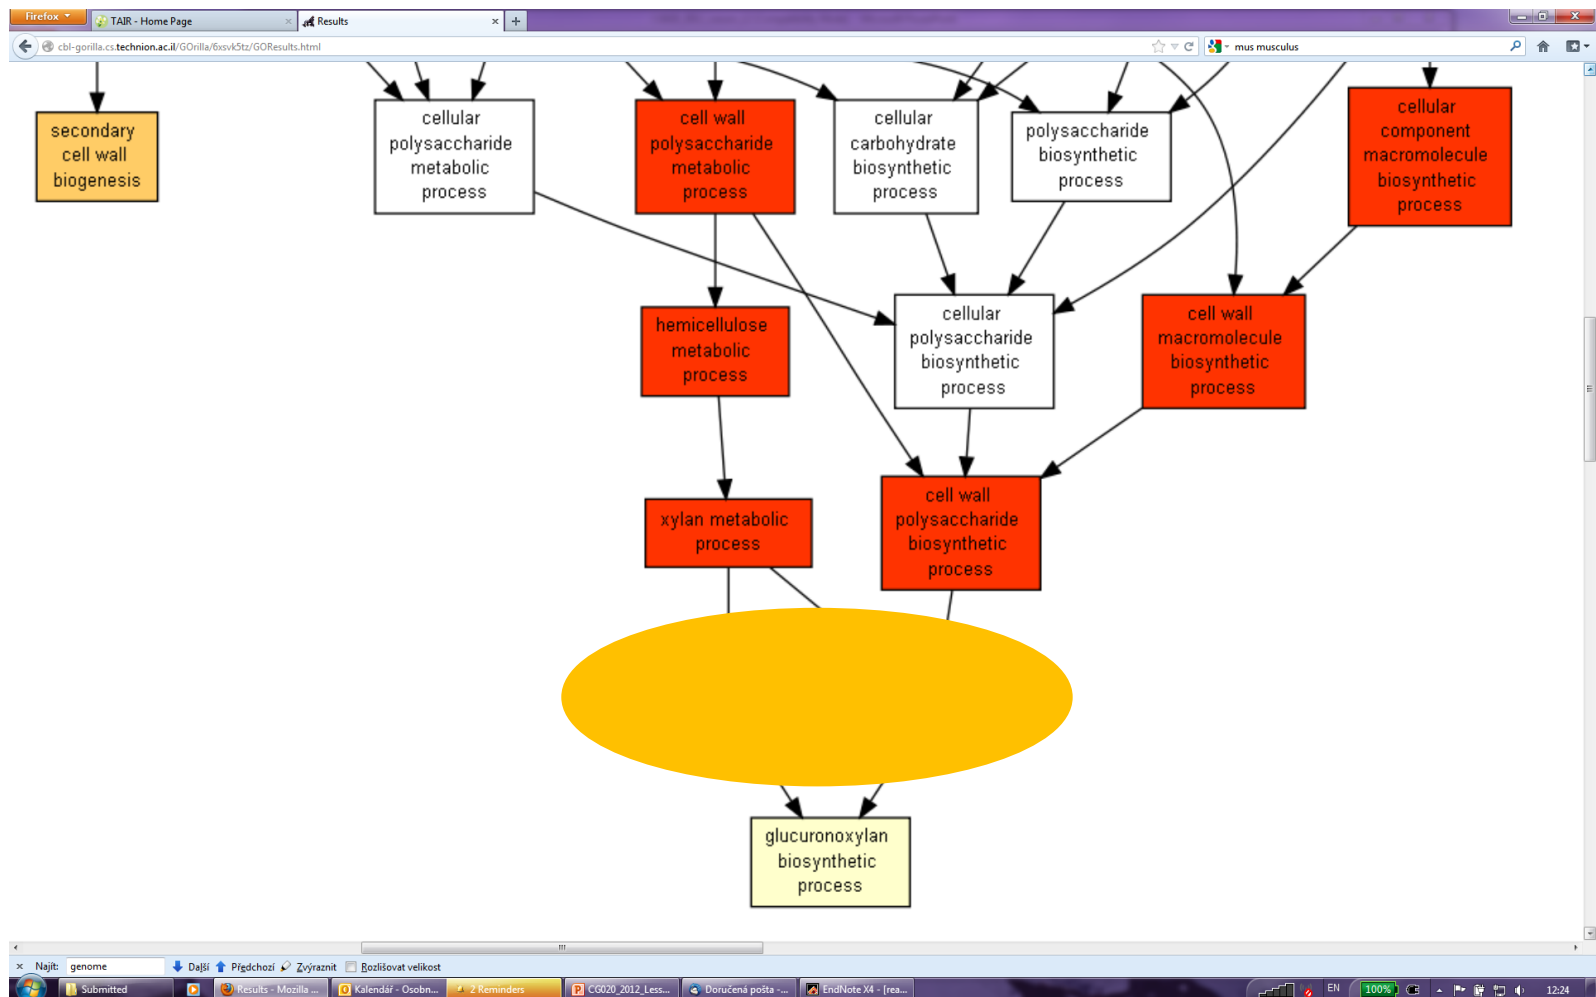 Firefox
TAIR - Home Page
Results
cbl-gorilla.cs.technion.ac.il/GOrilla/6xsvk5tz/GOResults.html
mus musculus
secondary
cell wall
biogenesis
cellular
polysaccharide
metabolic
process
cell wall
polysaccharide
metabolic
process
cellular
carbohydrate
biosynthetic
process
polysaccharide
biosynthetic
process
cellular
component
macromolecule
biosynthetic
process
hemicellulose
metabolic
process
cellular
polysaccharide
biosynthetic
process
cell wall
macromolecule
biosynthetic
process
xylan metabolic
process
cell wall
polysaccharide
biosynthetic
process
glucuronoxylan
biosynthetic
process
Najít: genome Další Předchozí Zvýraznit Rozlišovat velikost
Submitted Results - Mozilla ... Kalendář - Osobn... 2 Reminders CG020_2012_Less... Doručená pošta -... EndNote X4 - [rea... EN 100% 12:24